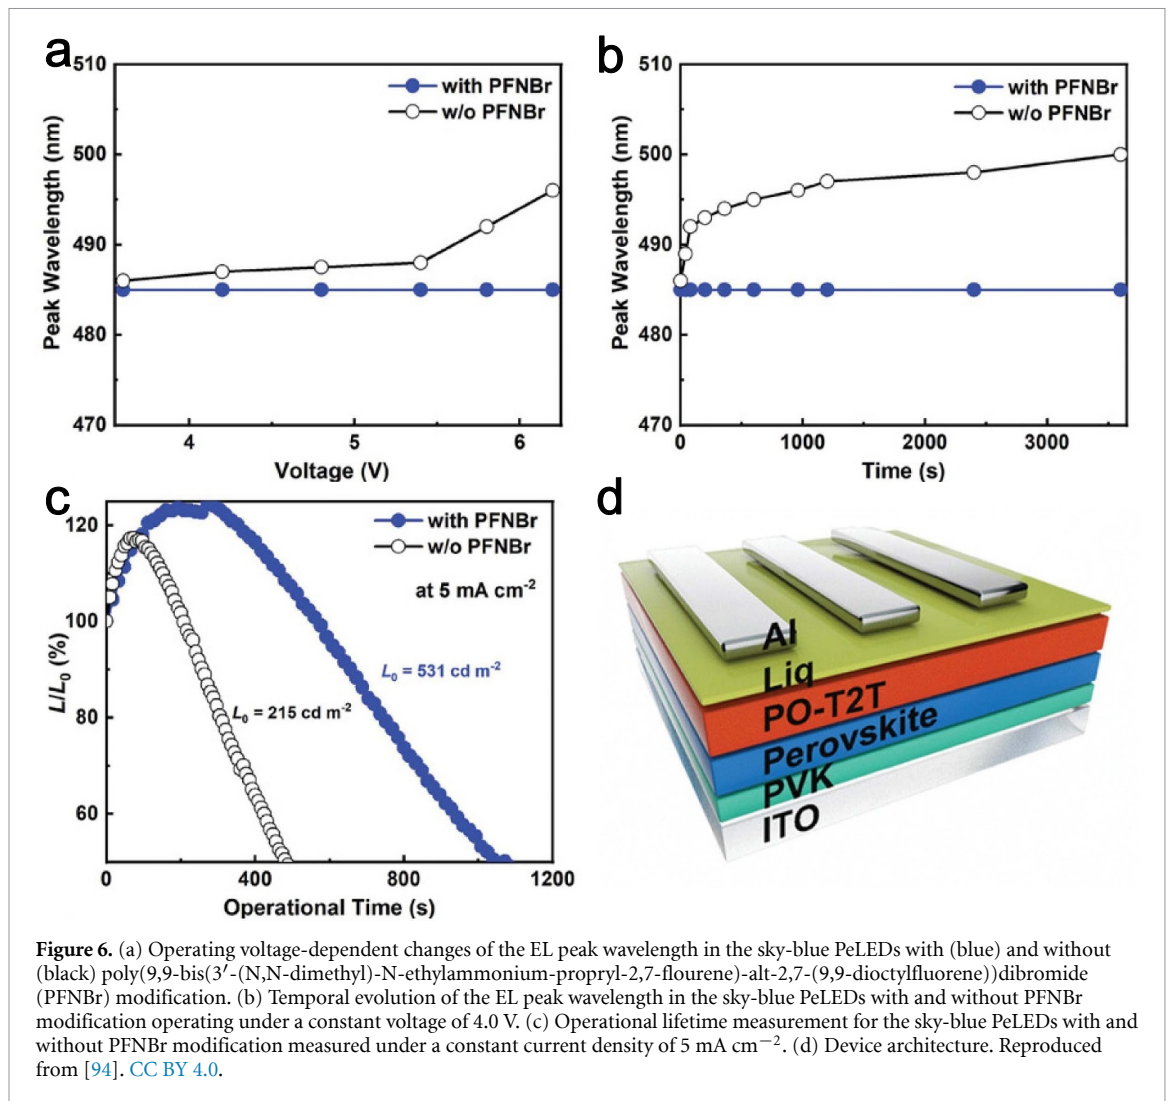 a
510
500
490
480
470
Peak Wavelength (nm)
with PFNBr
w/o PFNBr
4
5
6
Voltage (V)
b
510
500
490
480
470
Peak Wavelength (nm)
with PFNBr
w/o PFNBr
0
1000
2000
3000
Time (s)
c
120
100
80
60
L/L0 (%)
with PFNBr
w/o PFNBr
at 5 mA cm-2
L0 = 531 cd m-2
L0 = 215 cd m-2
0
400
800
1200
Operational Time (s)
d
Al
Liq
PO-T2T
Perovskite
PVK
ITO
Figure 6. (a) Operating voltage-dependent changes of the EL peak wavelength in the sky-blue PeLEDs with (blue) and without
(black) poly(9,9-bis(3′-(N,N-dimethyl)-N-ethylammonium-propryl-2,7-flourene)-alt-2,7-(9,9-dioctylfluorene))dibromide
(PFNBr) modification. (b) Temporal evolution of the EL peak wavelength in the sky-blue PeLEDs with and without PFNBr
modification operating under a constant voltage of 4.0 V. (c) Operational lifetime measurement for the sky-blue PeLEDs with and
without PFNBr modification measured under a constant current density of 5 mA cm−2. (d) Device architecture. Reproduced
from [94]. CC BY 4.0.